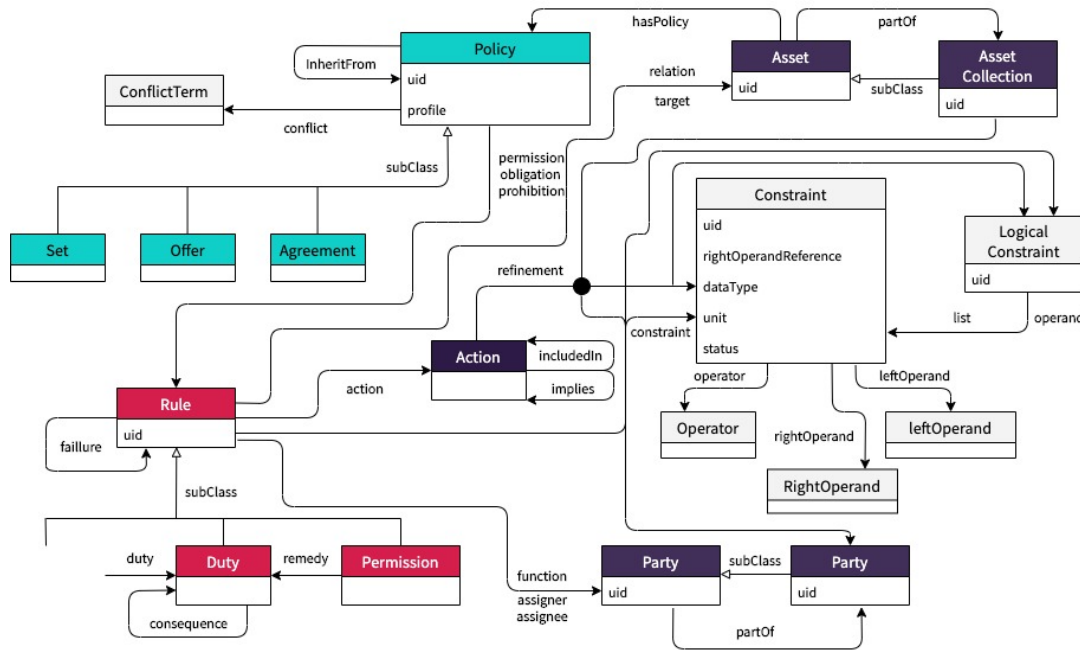 hasPolicy
partOf
Policy
Asset
Asset
Collection
InheritFrom
uid
relation
uid
subClass
ConflictTerm
profile
target
uid
conflict
subClass
permission
obligation
prohibition
Constraint
uid
Set
Offer
Agreement
Logical
Constraint
rightOperandReference
refinement
uid
dataType
list
operand
unit
constraint
Action
includedIn
status
action
implies
operator
leftOperand
Rule
uid
Operator
leftOperand
faillure
rightOperand
subClass
RightOperand
duty
Duty
remedy
Permission
Party
subClass
Party
function
uid
uid
assigner
assignee
consequence
partOf